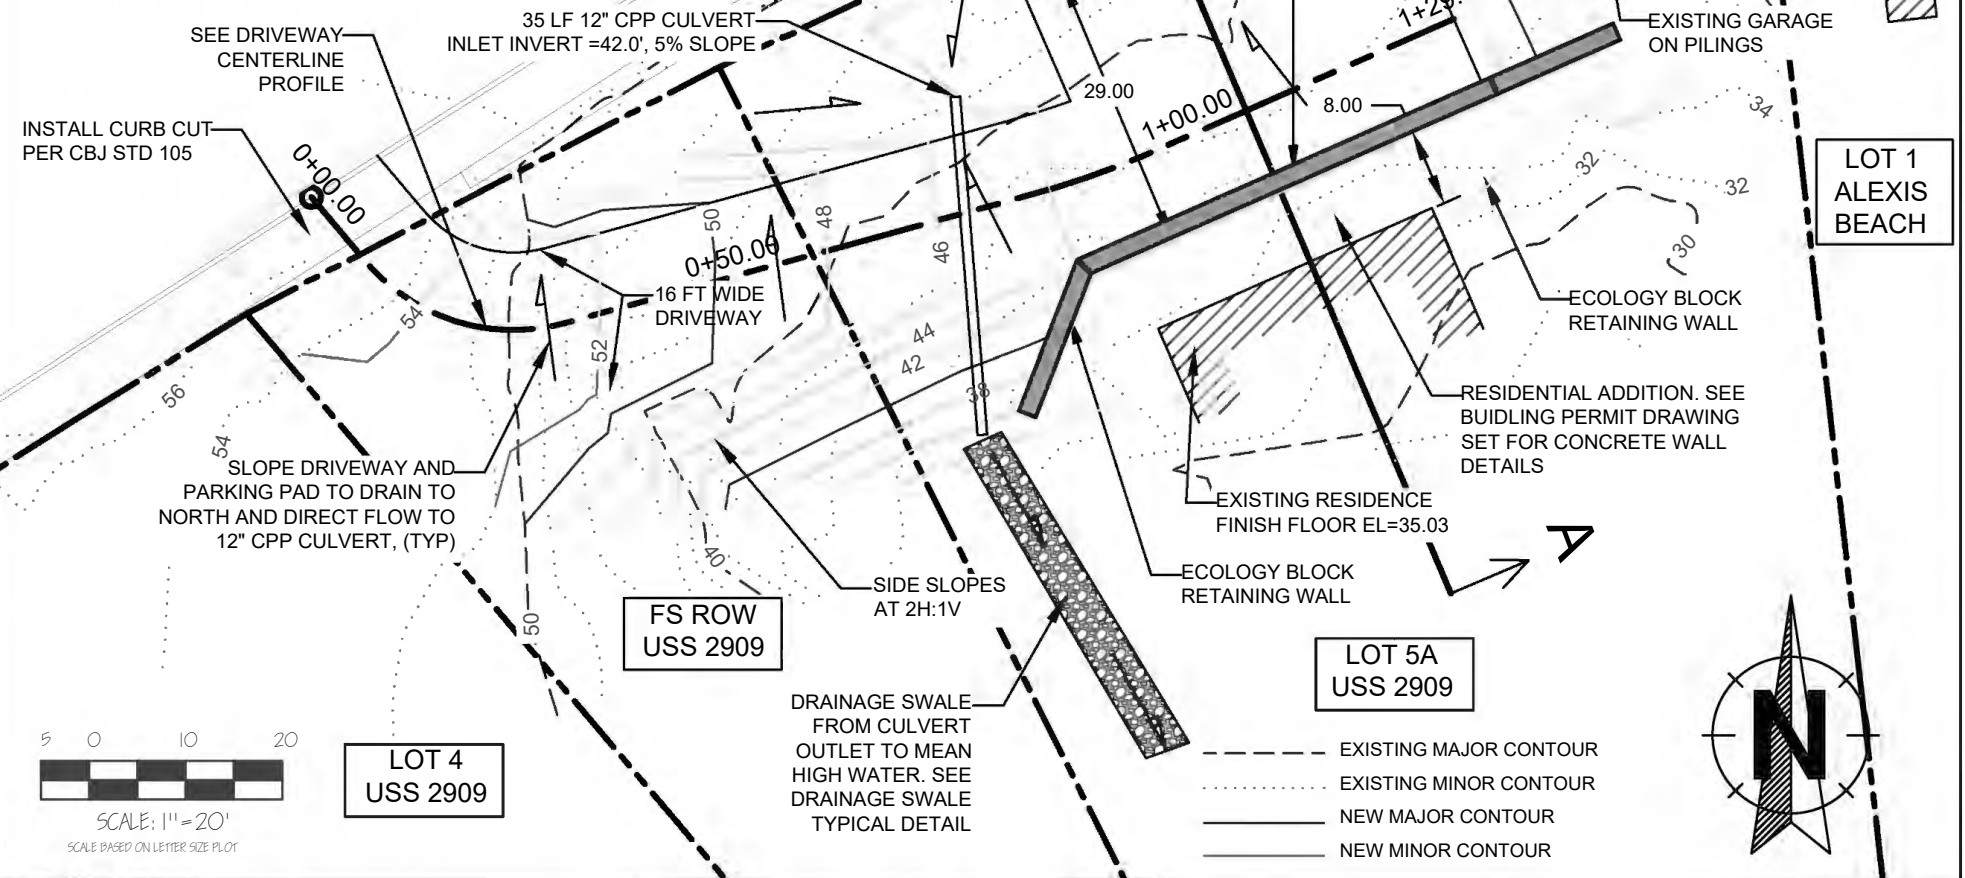 35 LF 12" CPP CULVERT
INLET INVERT =42.0', 5% SLOPE
SEE DRIVEWAY
CENTERLINE
PROFILE
INSTALL CURB CUT
PER CBJ STD 105
0+00.00
0+50.00
1+00.00
29.00
8.00
EXISTING GARAGE
ON PILINGS
LOT 1
ALEXIS
BEACH
34
32
32
30
50
48
46
44
42
38
54
52
56
54
40
50
16 FT WIDE
DRIVEWAY
ECOLOGY BLOCK
RETAINING WALL
RESIDENTIAL ADDITION. SEE
BUIDLING PERMIT DRAWING
SET FOR CONCRETE WALL
DETAILS
SLOPE DRIVEWAY AND
PARKING PAD TO DRAIN TO
NORTH AND DIRECT FLOW TO
12" CPP CULVERT, (TYP)
EXISTING RESIDENCE
FINISH FLOOR EL=35.03
A
ECOLOGY BLOCK
RETAINING WALL
SIDE SLOPES
AT 2H:1V
FS ROW
USS 2909
LOT 5A
USS 2909
DRAINAGE SWALE
FROM CULVERT
OUTLET TO MEAN
HIGH WATER. SEE
DRAINAGE SWALE
TYPICAL DETAIL
LOT 4
USS 2909
5 0 10 20
SCALE: 1"=20'
SCALE BASED ON LETTER SIZE PLOT
EXISTING MAJOR CONTOUR
EXISTING MINOR CONTOUR
NEW MAJOR CONTOUR
NEW MINOR CONTOUR
N